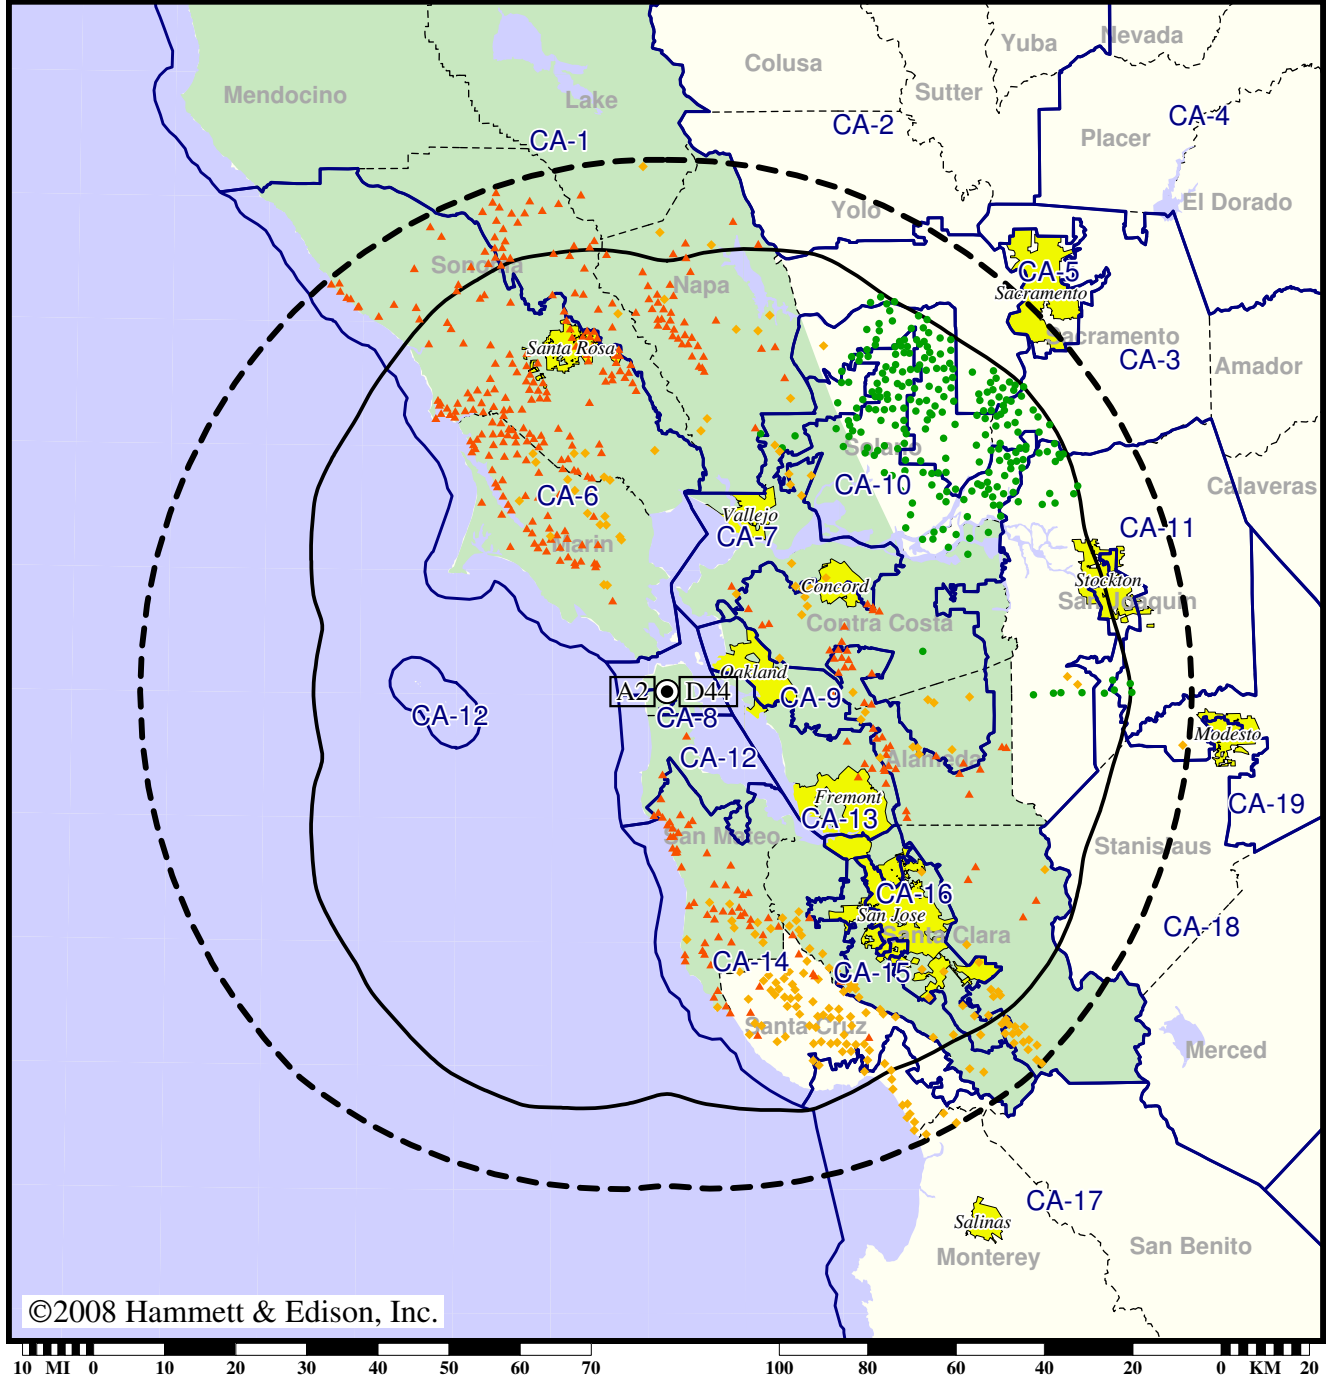 Nevada
Yuba
Colusa
Sutter
Mendocino
Lake
CA-4
CA-2
Placer
CA-1
El Dorado
Yolo
Sonoma
CA-5
Napa
Sacramento
Sacramento
Santa Rosa
CA-3
Amador
Solano
CA-10
Calaveras
CA-6
Vallejo
CA-11
CA-7
Marin
Stockton
Concord
San Joaquin
Contra Costa
Oakland
A2
D44
CA-9
CA-12
CA-8
Modesto
CA-12
Alameda
Fremont
CA-19
CA-13
San Mateo
Stanislaus
CA-16
San Jose
CA-18
Santa Clara
CA-14
CA-15
Santa Cruz
Merced
CA-17
Salinas
San Benito
Monterey
©2008 Hammett & Edison, Inc.
10 MI 0 10 20 30 40 50 60 70 100 80 60 40 20 0 KM 20